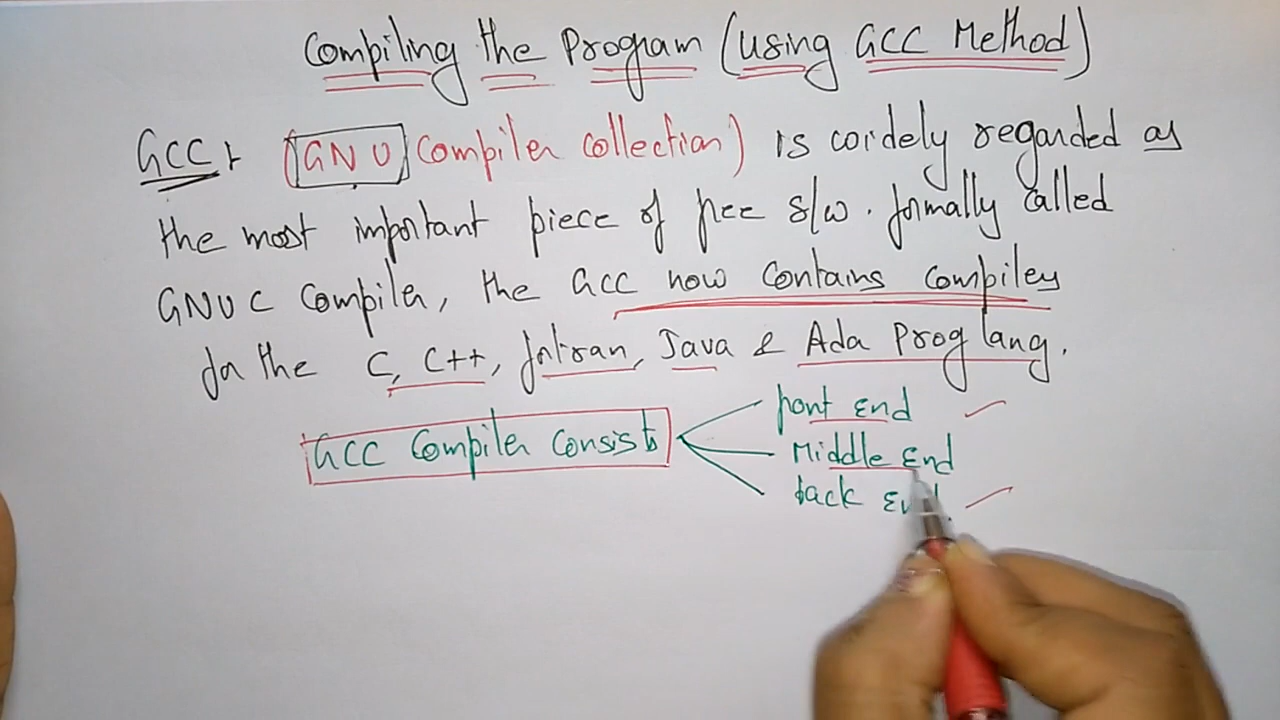 Compiling the Program (using GCC Method)
GCC: (GNU Compiler collection) is cordely regarded as
the most important piece of free s/w. formally called
GNU C Compiler, the GCC now contains compilers
for the C, C++, fortran, Java & Ada Prog lang.
GCC Compiler Consists
front End
Middle End
back End